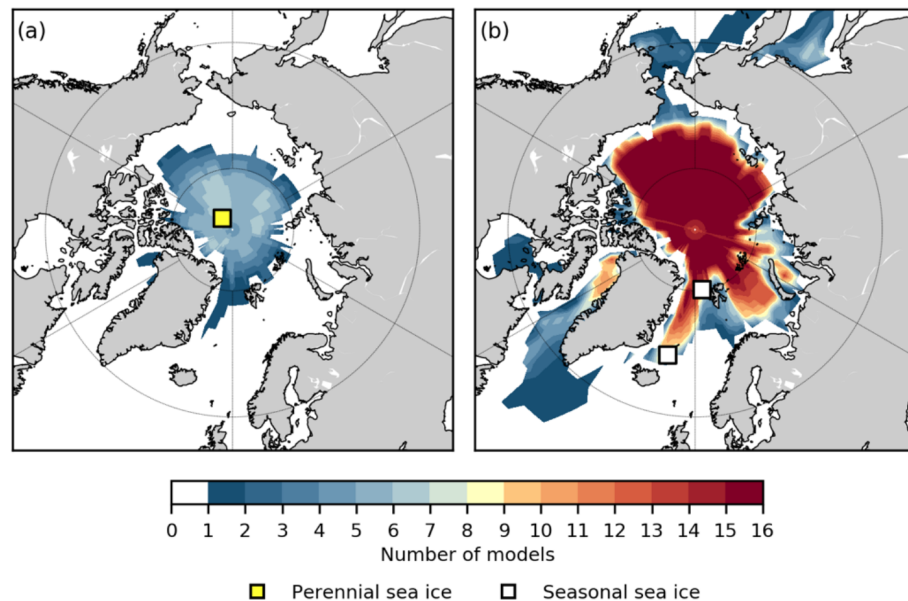 (a)
(b)
0 1 2 3 4 5 6 7 8 9 10 11 12 13 14 15 16
Number of models
Perennial sea ice Seasonal sea ice